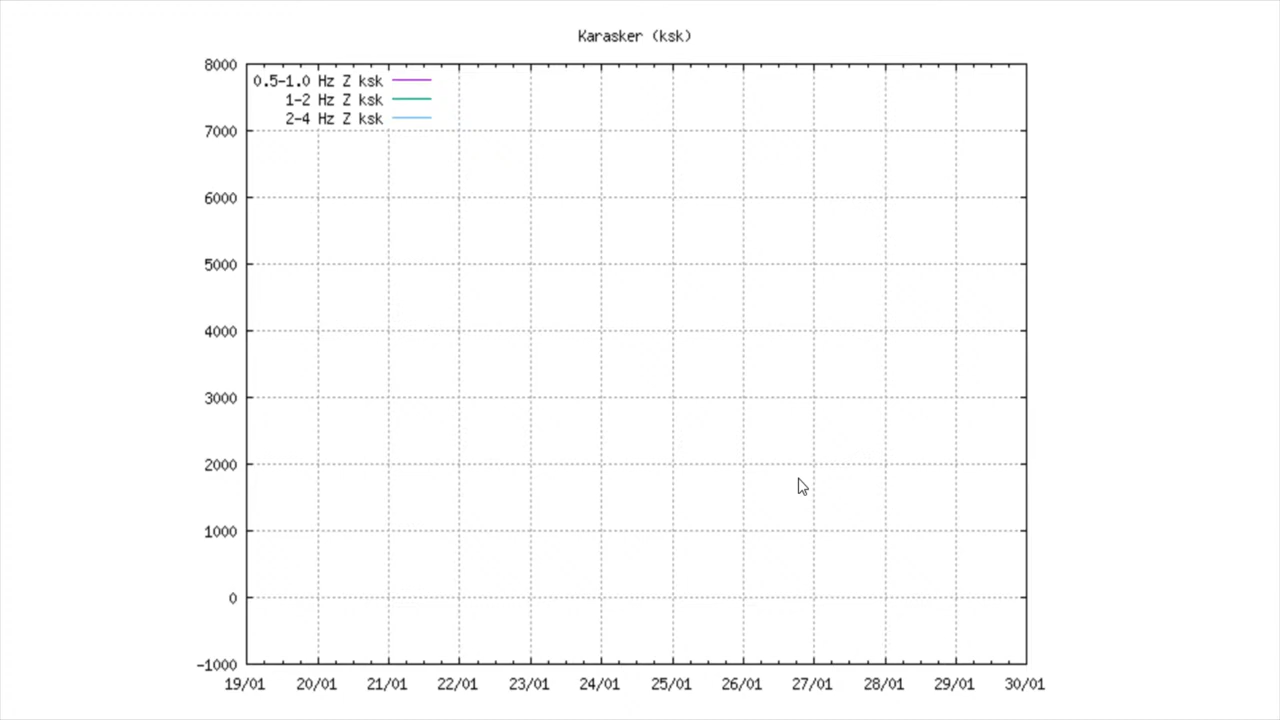 Karasker (ksk)
8000
0.5-1.0 Hz Z ksk
1-2 Hz Z ksk
2-4 Hz Z ksk
7000
6000
5000
4000
3000
2000
1000
0
-1000
19/01 20/01 21/01 22/01 23/01 24/01 25/01 26/01 27/01 28/01 29/01 30/01